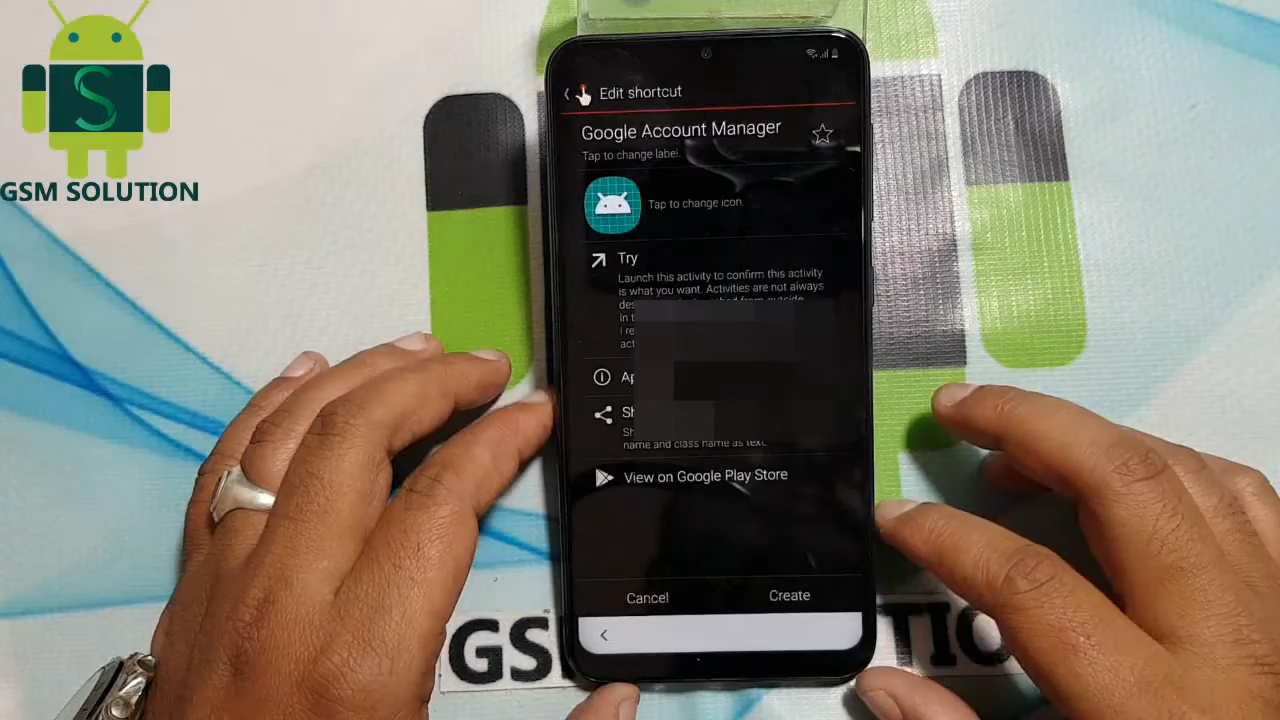 GSM SOLUTION
Edit shortcut
Google Account Manager
Tap to change label.
Tap to change icon.
Try
Launch this activity to confirm this activity
is what you want. Activities are not always
outside
In
name and class name as text.
View on Google Play Store
Cancel
Create
GS
TIO